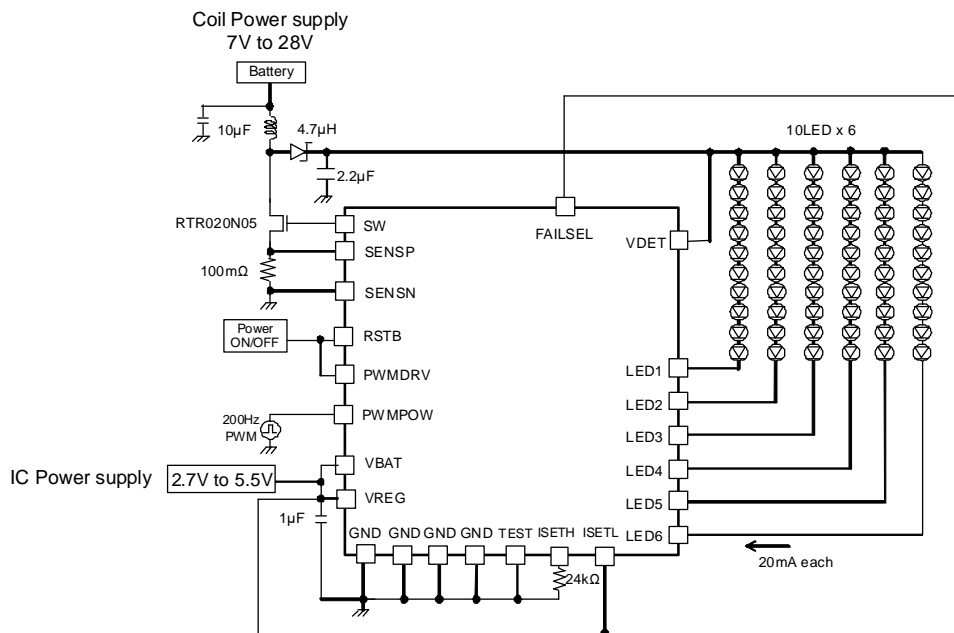 Coil Power supply
7V to 28V
Battery
10µF
4.7µH
10LED x 6
2.2µF
RTR020N05
SW
FAILSEL
VDET
SENSP
100mΩ
SENSN
Power
ON/OFF
RSTB
PWMDRV
LED1
200Hz
PWM
PWMPOW
LED2
LED3
IC Power supply
2.7V to 5.5V
VBAT
LED4
VREG
LED5
1µF
GND
GND
GND
GND
TEST
ISETH
ISETL
LED6
24kΩ
20mA each